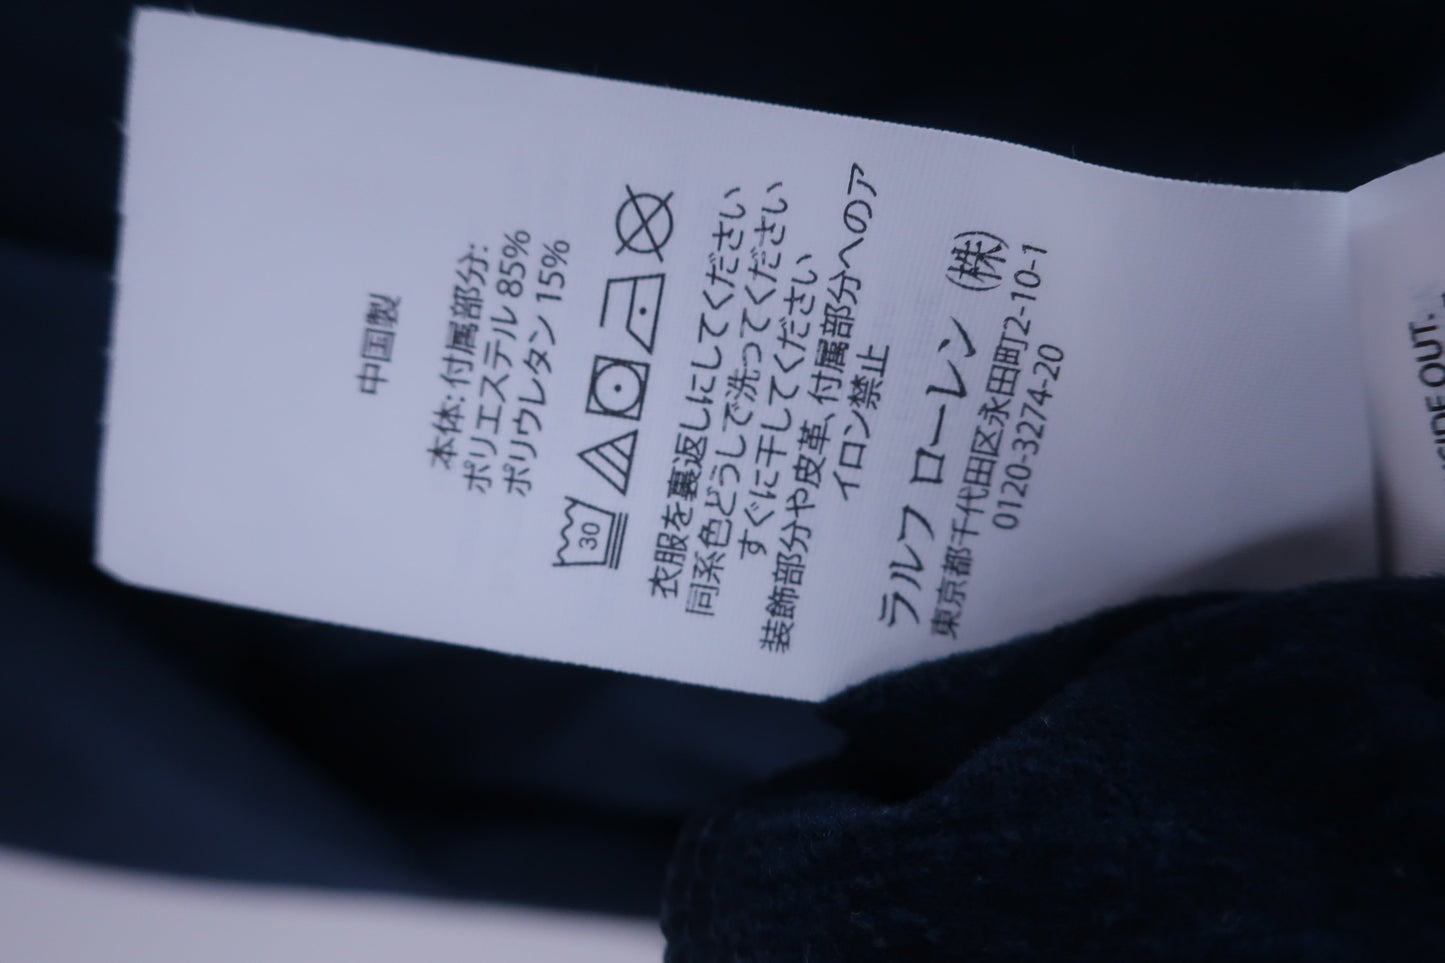 中国製
本体:付属部分:
ポリエステル 85%
ポリウレタン 15%
30
衣服を裏返しにしてください
同系色どうしで洗ってください
すぐに干してください
装飾部分や皮革、付属部分へのア
イロン禁止
ラルフ ローレン ㈱
東京都千代田区永田町2-10-1
0120-3274-20
OUT.